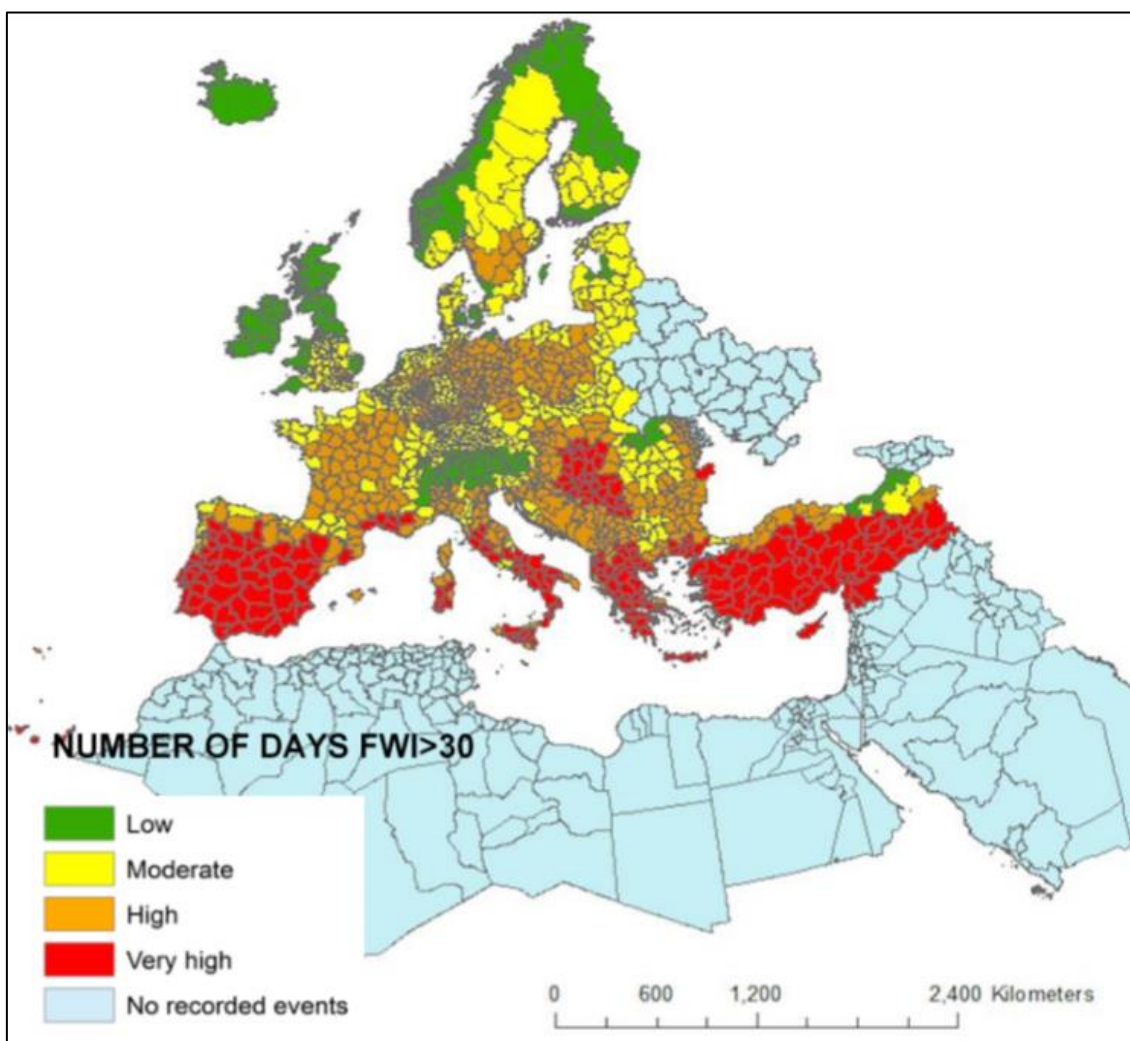 NUMBER OF DAYS FWI>30
Low
Moderate
High
Very high
No recorded events
0 600 1,200 2,400 Kilometers